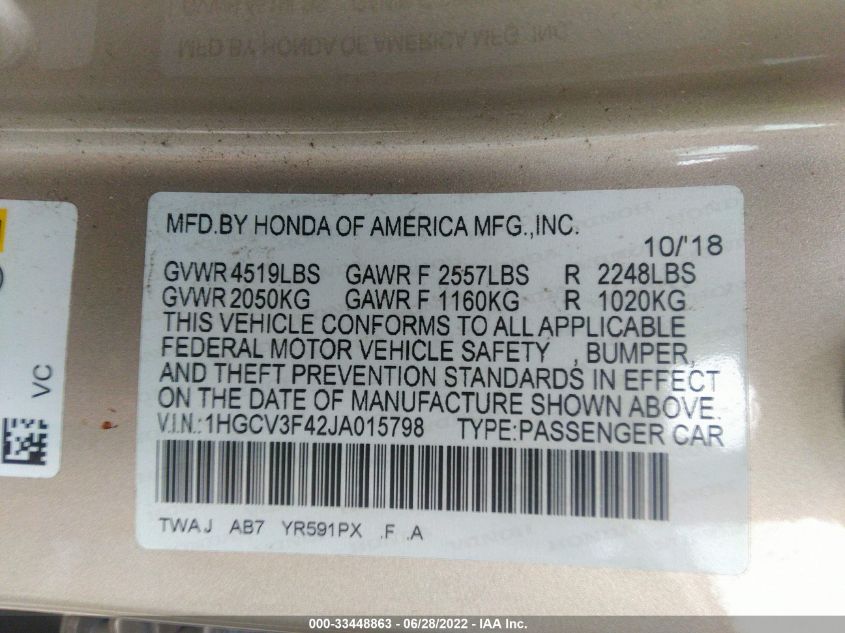 MFD.BY HONDA OF AMERICA MFG.,INC.
10/'18
GVWR 4519LBS GAWR F 2557LBS R 2248LBS
GVWR 2050KG GAWR F 1160KG R 1020KG
THIS VEHICLE CONFORMS TO ALL APPLICABLE
FEDERAL MOTOR VEHICLE SAFETY , BUMPER,
AND THEFT PREVENTION STANDARDS IN EFFECT
ON THE DATE OF MANUFACTURE SHOWN ABOVE.
V.I.N.:1HGCV3F42JA015798 TYPE:PASSENGER CAR
TWAJ AB7 YR591PX .F .A
VC
000-33448863 - 06/28/2022 - IAA Inc.